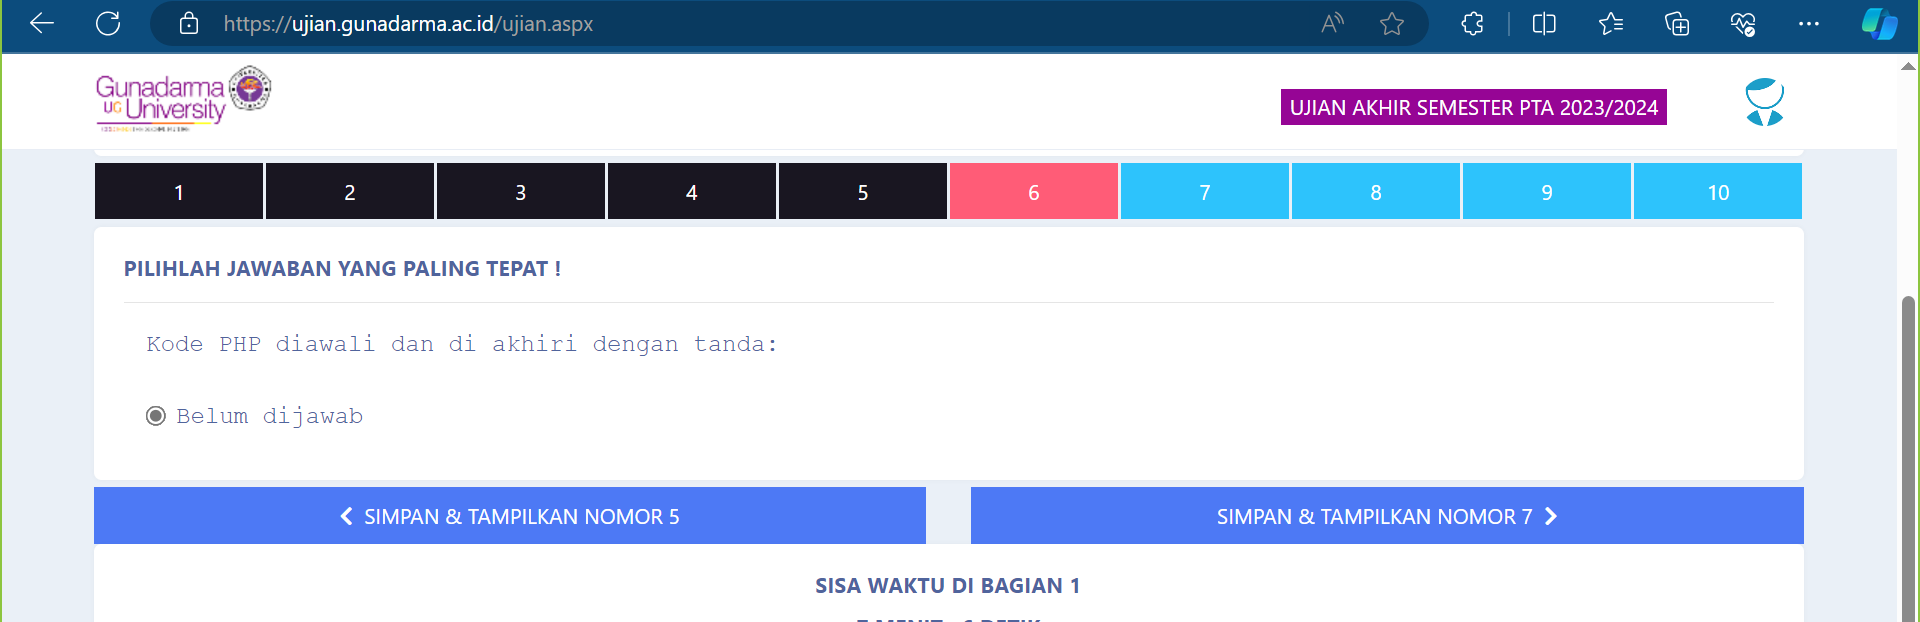 https://ujian.gunadarma.ac.id/ujian.aspx
Gunadarma
UG University
UJIAN AKHIR SEMESTER PTA 2023/2024
1 2 3 4 5 6 7 8 9 10
PILIHLAH JAWABAN YANG PALING TEPAT !
Kode PHP diawali dan di akhiri dengan tanda:
Belum dijawab
SIMPAN & TAMPILKAN NOMOR 5
SIMPAN & TAMPILKAN NOMOR 7
SISA WAKTU DI BAGIAN 1